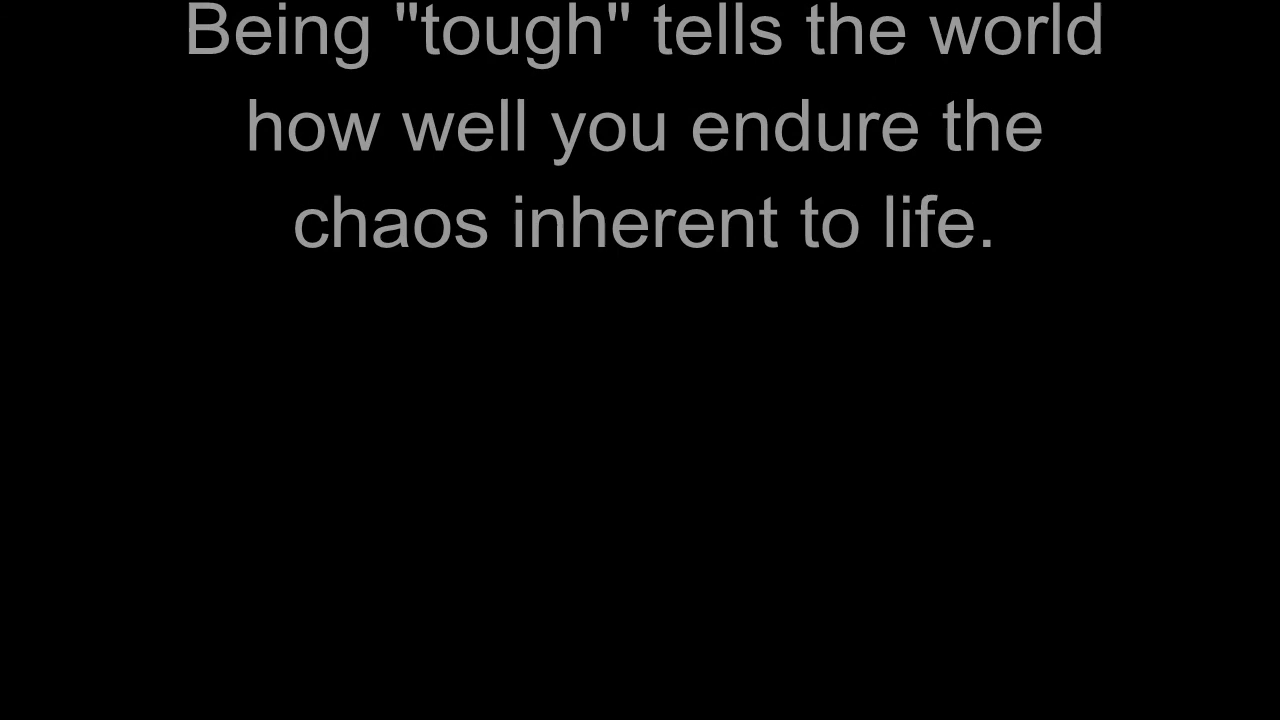 Being "tough" tells the world
how well you endure the
chaos inherent to life.